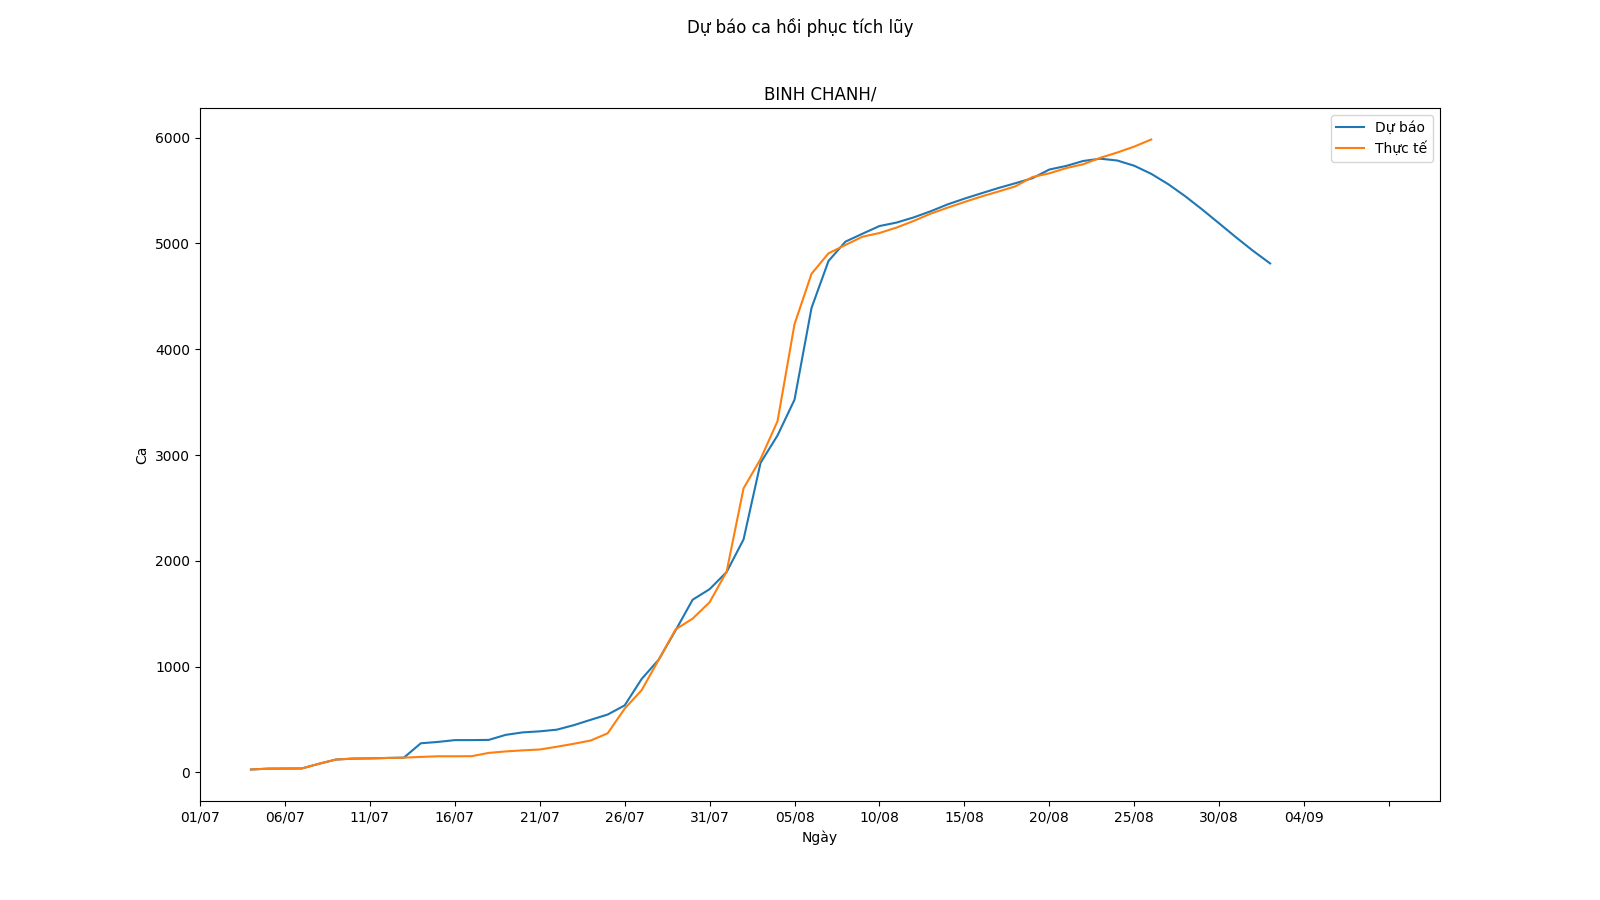 Dự báo ca hồi phục tích lũy
BINH CHANH/
Dự báo
Thực tế
6000
5000
4000
3000
2000
1000
0
Ca
01/07 06/07 11/07 16/07 21/07 26/07 31/07 05/08 10/08 15/08 20/08 25/08 30/08 04/09
Ngày